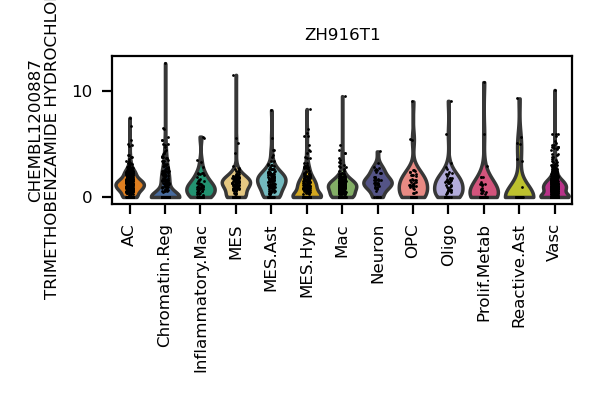 ZH916T1
CHEMBL1200887
TRIMETHOBENZAMIDE HYDROCHLO
10
0
AC
Chromatin.Reg
Inflammatory.Mac
MES
MES.Ast
MES.Hyp
Mac
Neuron
OPC
Oligo
Prolif.Metab
Reactive.Ast
Vasc